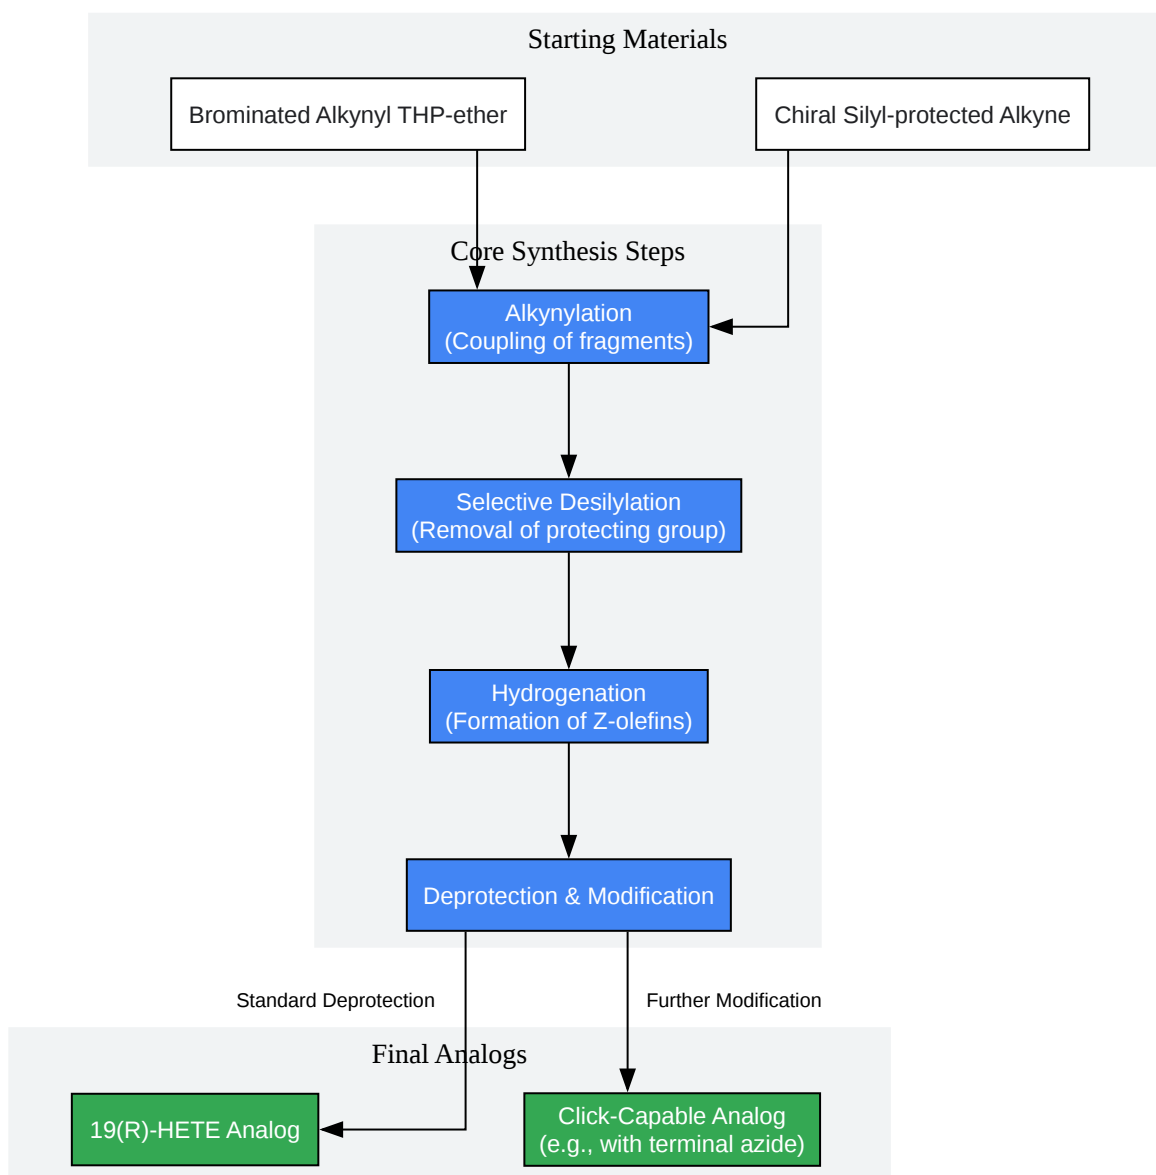 Starting Materials
Brominated Alkynyl THP-ether
Chiral Silyl-protected Alkyne
Core Synthesis Steps
Alkynylation
(Coupling of fragments)
Selective Desilylation
(Removal of protecting group)
Hydrogenation
(Formation of Z-olefins)
Deprotection & Modification
Standard Deprotection
Further Modification
Final Analogs
19(R)-HETE Analog
Click-Capable Analog
(e.g., with terminal azide)